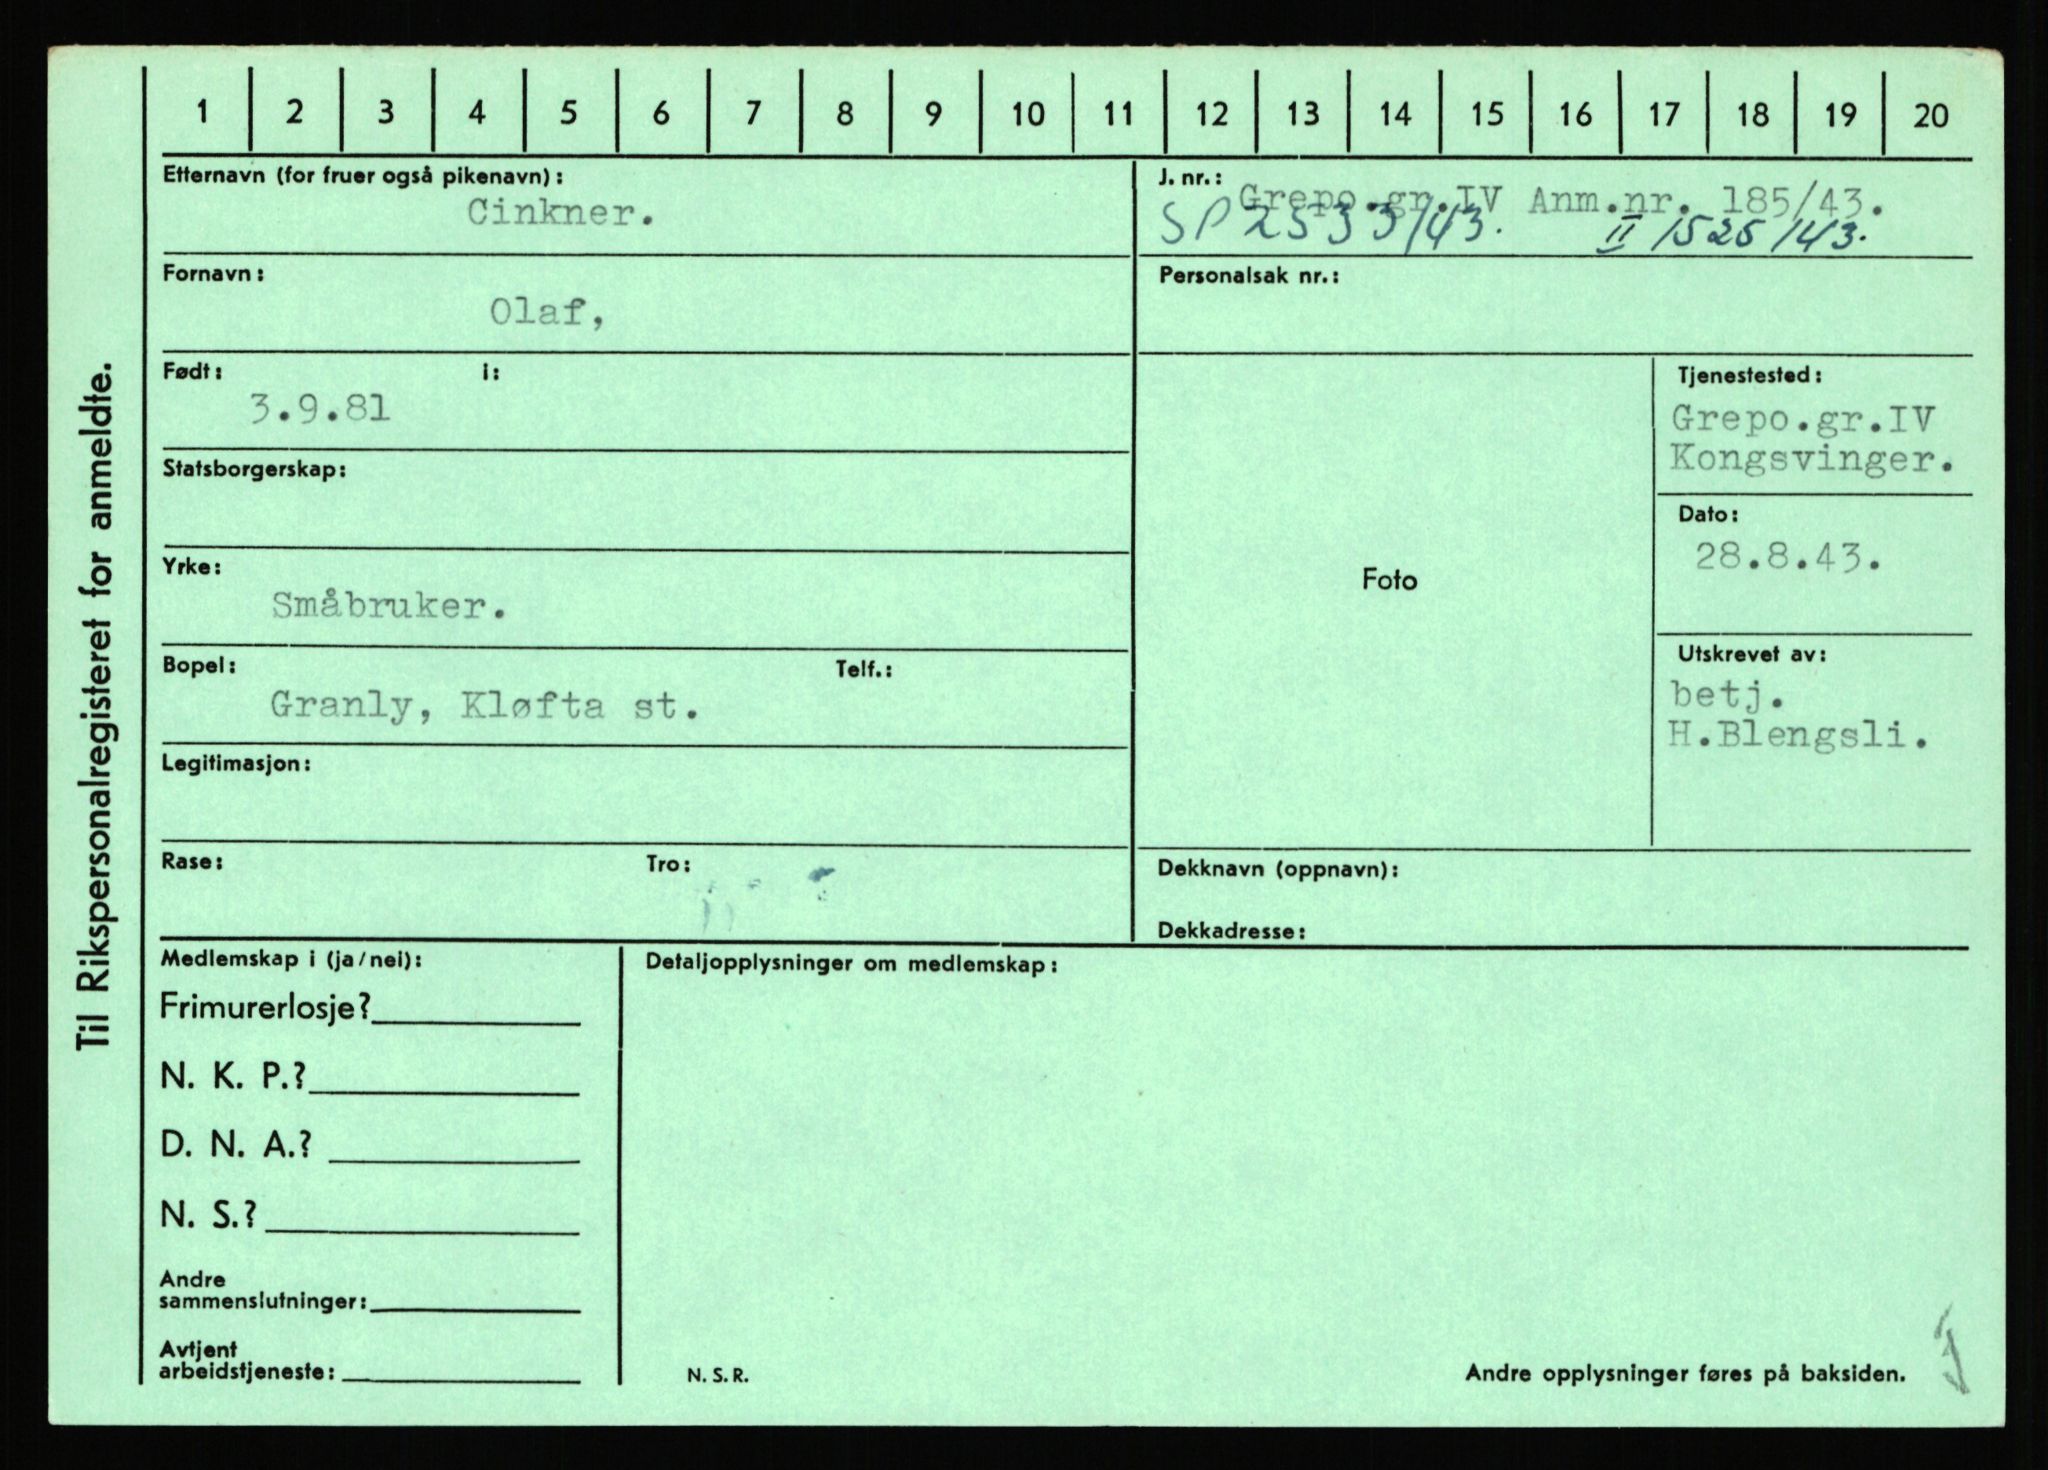 Til Rikspersonalregisteret for anmeldte.
1 2 3 4 5 6 7 8 9 10 11 12 13 14 15 16 17 18 19 20
Etternavn (for fruer også pikenavn):
Cinkner.
J. nr.:
Grepo.gr.IV Anm.nr. 185/43.
SP 2533/43. II 1525/43.
Fornavn:
Olaf,
Personalsak nr.:
Født: i:
3.9.81
Statsborgerskap:
Yrke:
Småbruker.
Bopel: Telf.:
Granly, Kløfta st.
Legitimasjon:
Rase: Tro:
Foto
Tjenestested:
Grepo.gr.IV
Kongsvinger.
Dato:
28.8.43.
Utskrevet av:
betj.
H.Blengsli.
Dekknavn (oppnavn):
Dekkadresse:
Medlemskap i (ja/nei):
Frimurerlosje?
N. K. P.?
D. N. A.?
N. S.?
Andre
sammenslutninger:
Avtjent
arbeidstjeneste:
Detaljopplysninger om medlemskap:
N. S. R.
Andre opplysninger føres på baksiden.